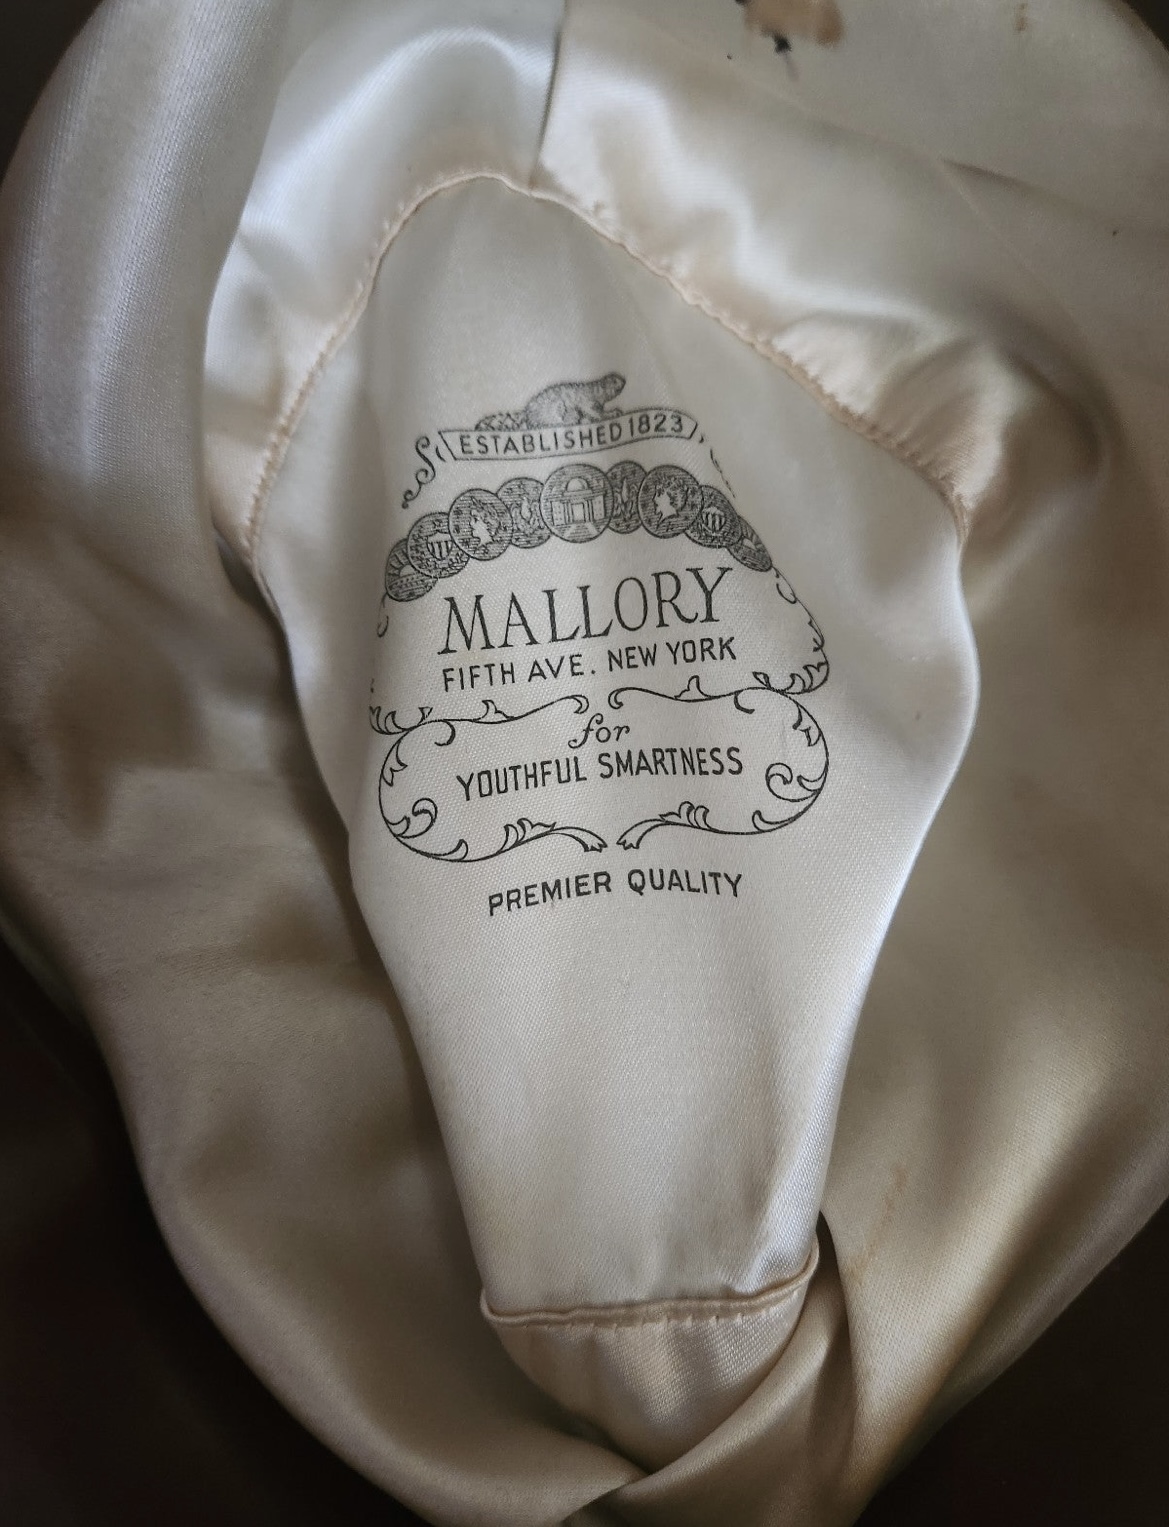 ESTABLISHED 1823
MALLORY
FIFTH AVE. NEW YORK
for
YOUTHFUL SMARTNESS
PREMIER QUALITY